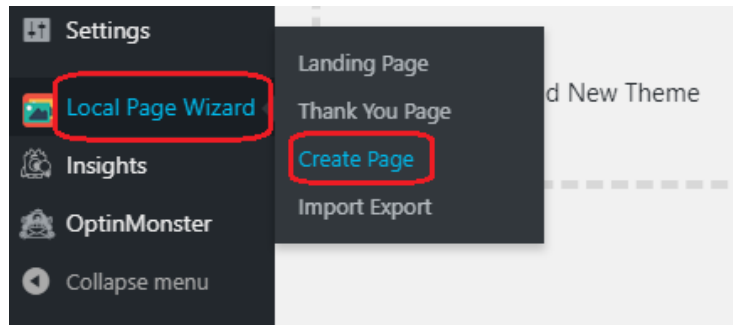 Settings
Local Page Wizard
Insights
OptinMonster
Collapse menu
Landing Page
Thank You Page
Create Page
Import Export
d New Theme